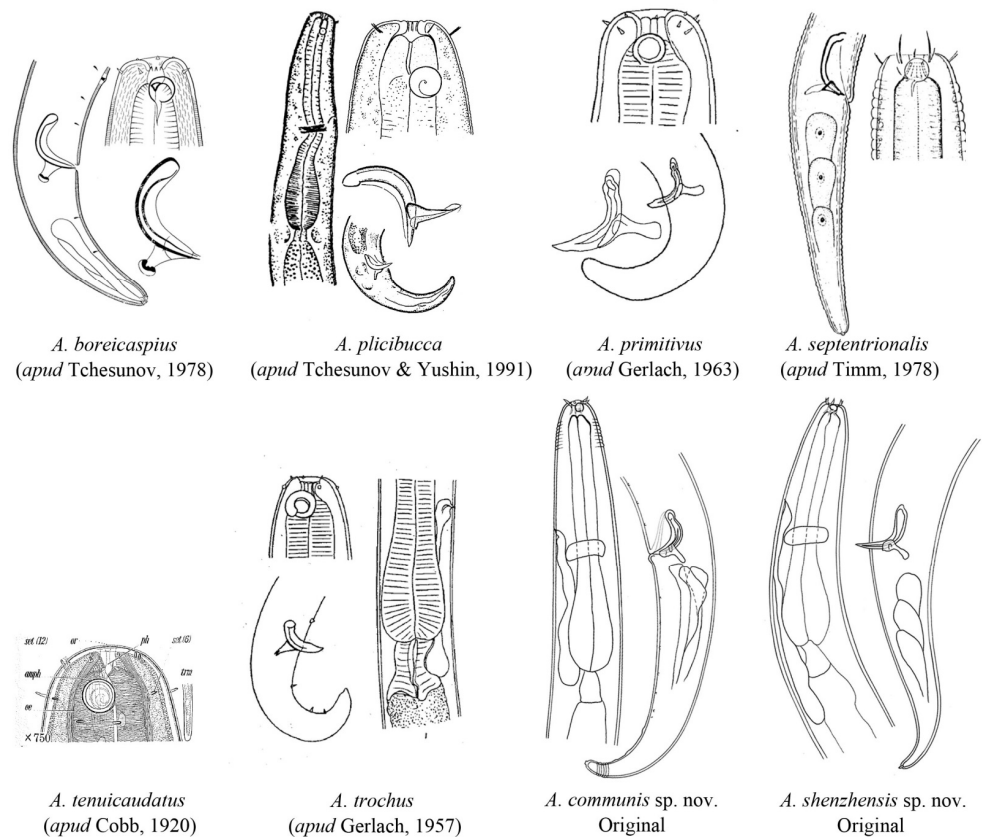 A. boreicaspius
(apud Tchesunov, 1978)
A. plicibucca
(apud Tchesunov & Yushin, 1991)
A. primitivus
(apud Gerlach, 1963)
A. septentrionalis
(apud Timm, 1978)
set (12) or ph set (6)
amph trm
oe
×750
A. tenuicaudatus
(apud Cobb, 1920)
A. trochus
(apud Gerlach, 1957)
A. communis sp. nov.
Original
A. shenzhensis sp. nov.
Original